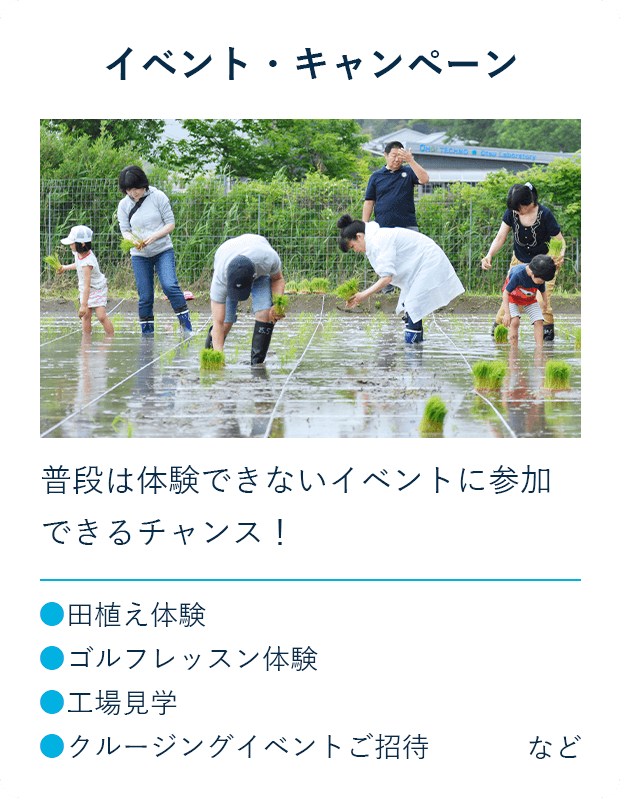 イベント・キャンペーン
普段は体験できないイベントに参加
できるチャンス！
●田植え体験
●ゴルフレッスン体験
●工場見学
●クルージングイベントご招待 など